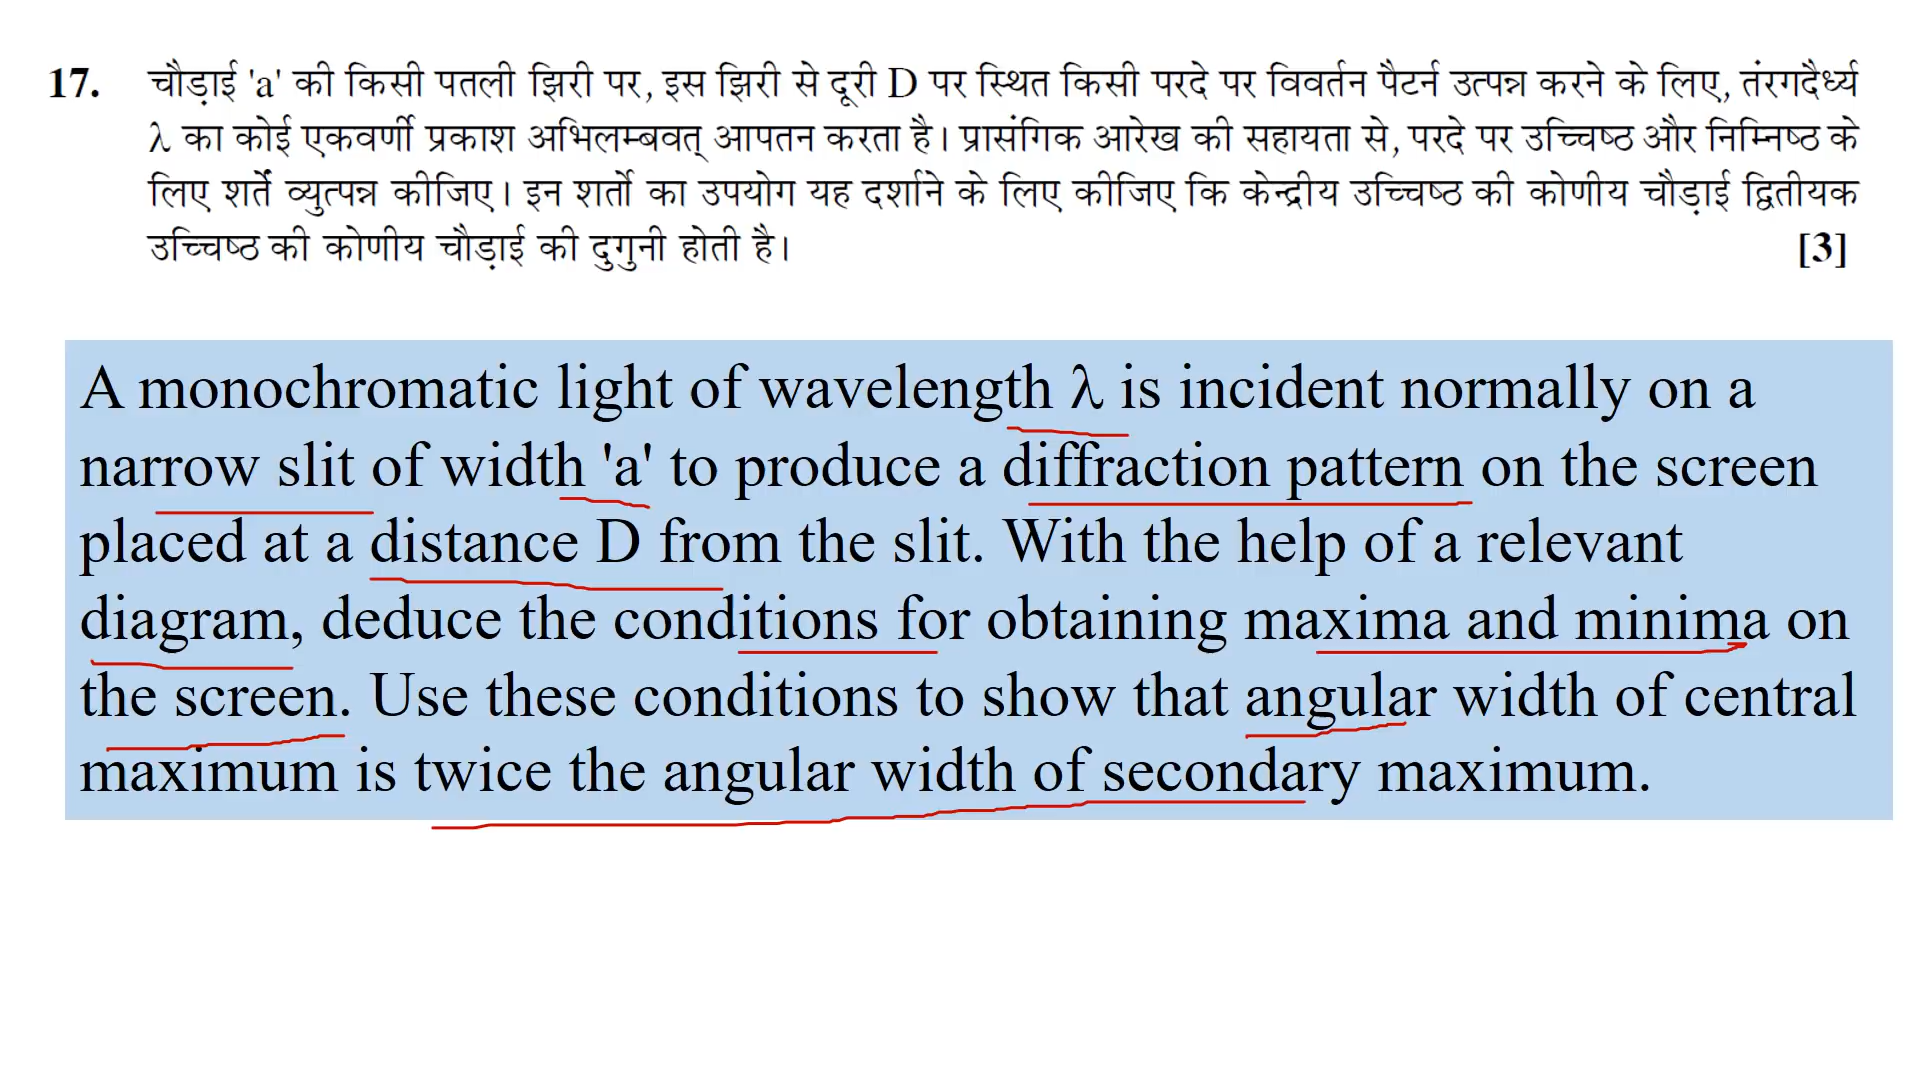 17. चौड़ाई 'a' की किसी पतली झिरी पर, इस झिरी से दूरी D पर स्थित किसी परदे पर विवर्तन पैटर्न उत्पन्न करने के लिए, तंरगदैर्ध्य
λ का कोई एकवर्णी प्रकाश अभिलम्बवत् आपतन करता है। प्रासंगिक आरेख की सहायता से, परदे पर उच्चिष्ठ और निम्निष्ठ के
लिए शर्तें व्युत्पन्न कीजिए। इन शर्तो का उपयोग यह दर्शाने के लिए कीजिए कि केन्द्रीय उच्चिष्ठ की कोणीय चौड़ाई द्वितीयक
उच्चिष्ठ की कोणीय चौड़ाई की दुगुनी होती है। [3]
A monochromatic light of wavelength λ is incident normally on a
narrow slit of width 'a' to produce a diffraction pattern on the screen
placed at a distance D from the slit. With the help of a relevant
diagram, deduce the conditions for obtaining maxima and minima on
the screen. Use these conditions to show that angular width of central
maximum is twice the angular width of secondary maximum.